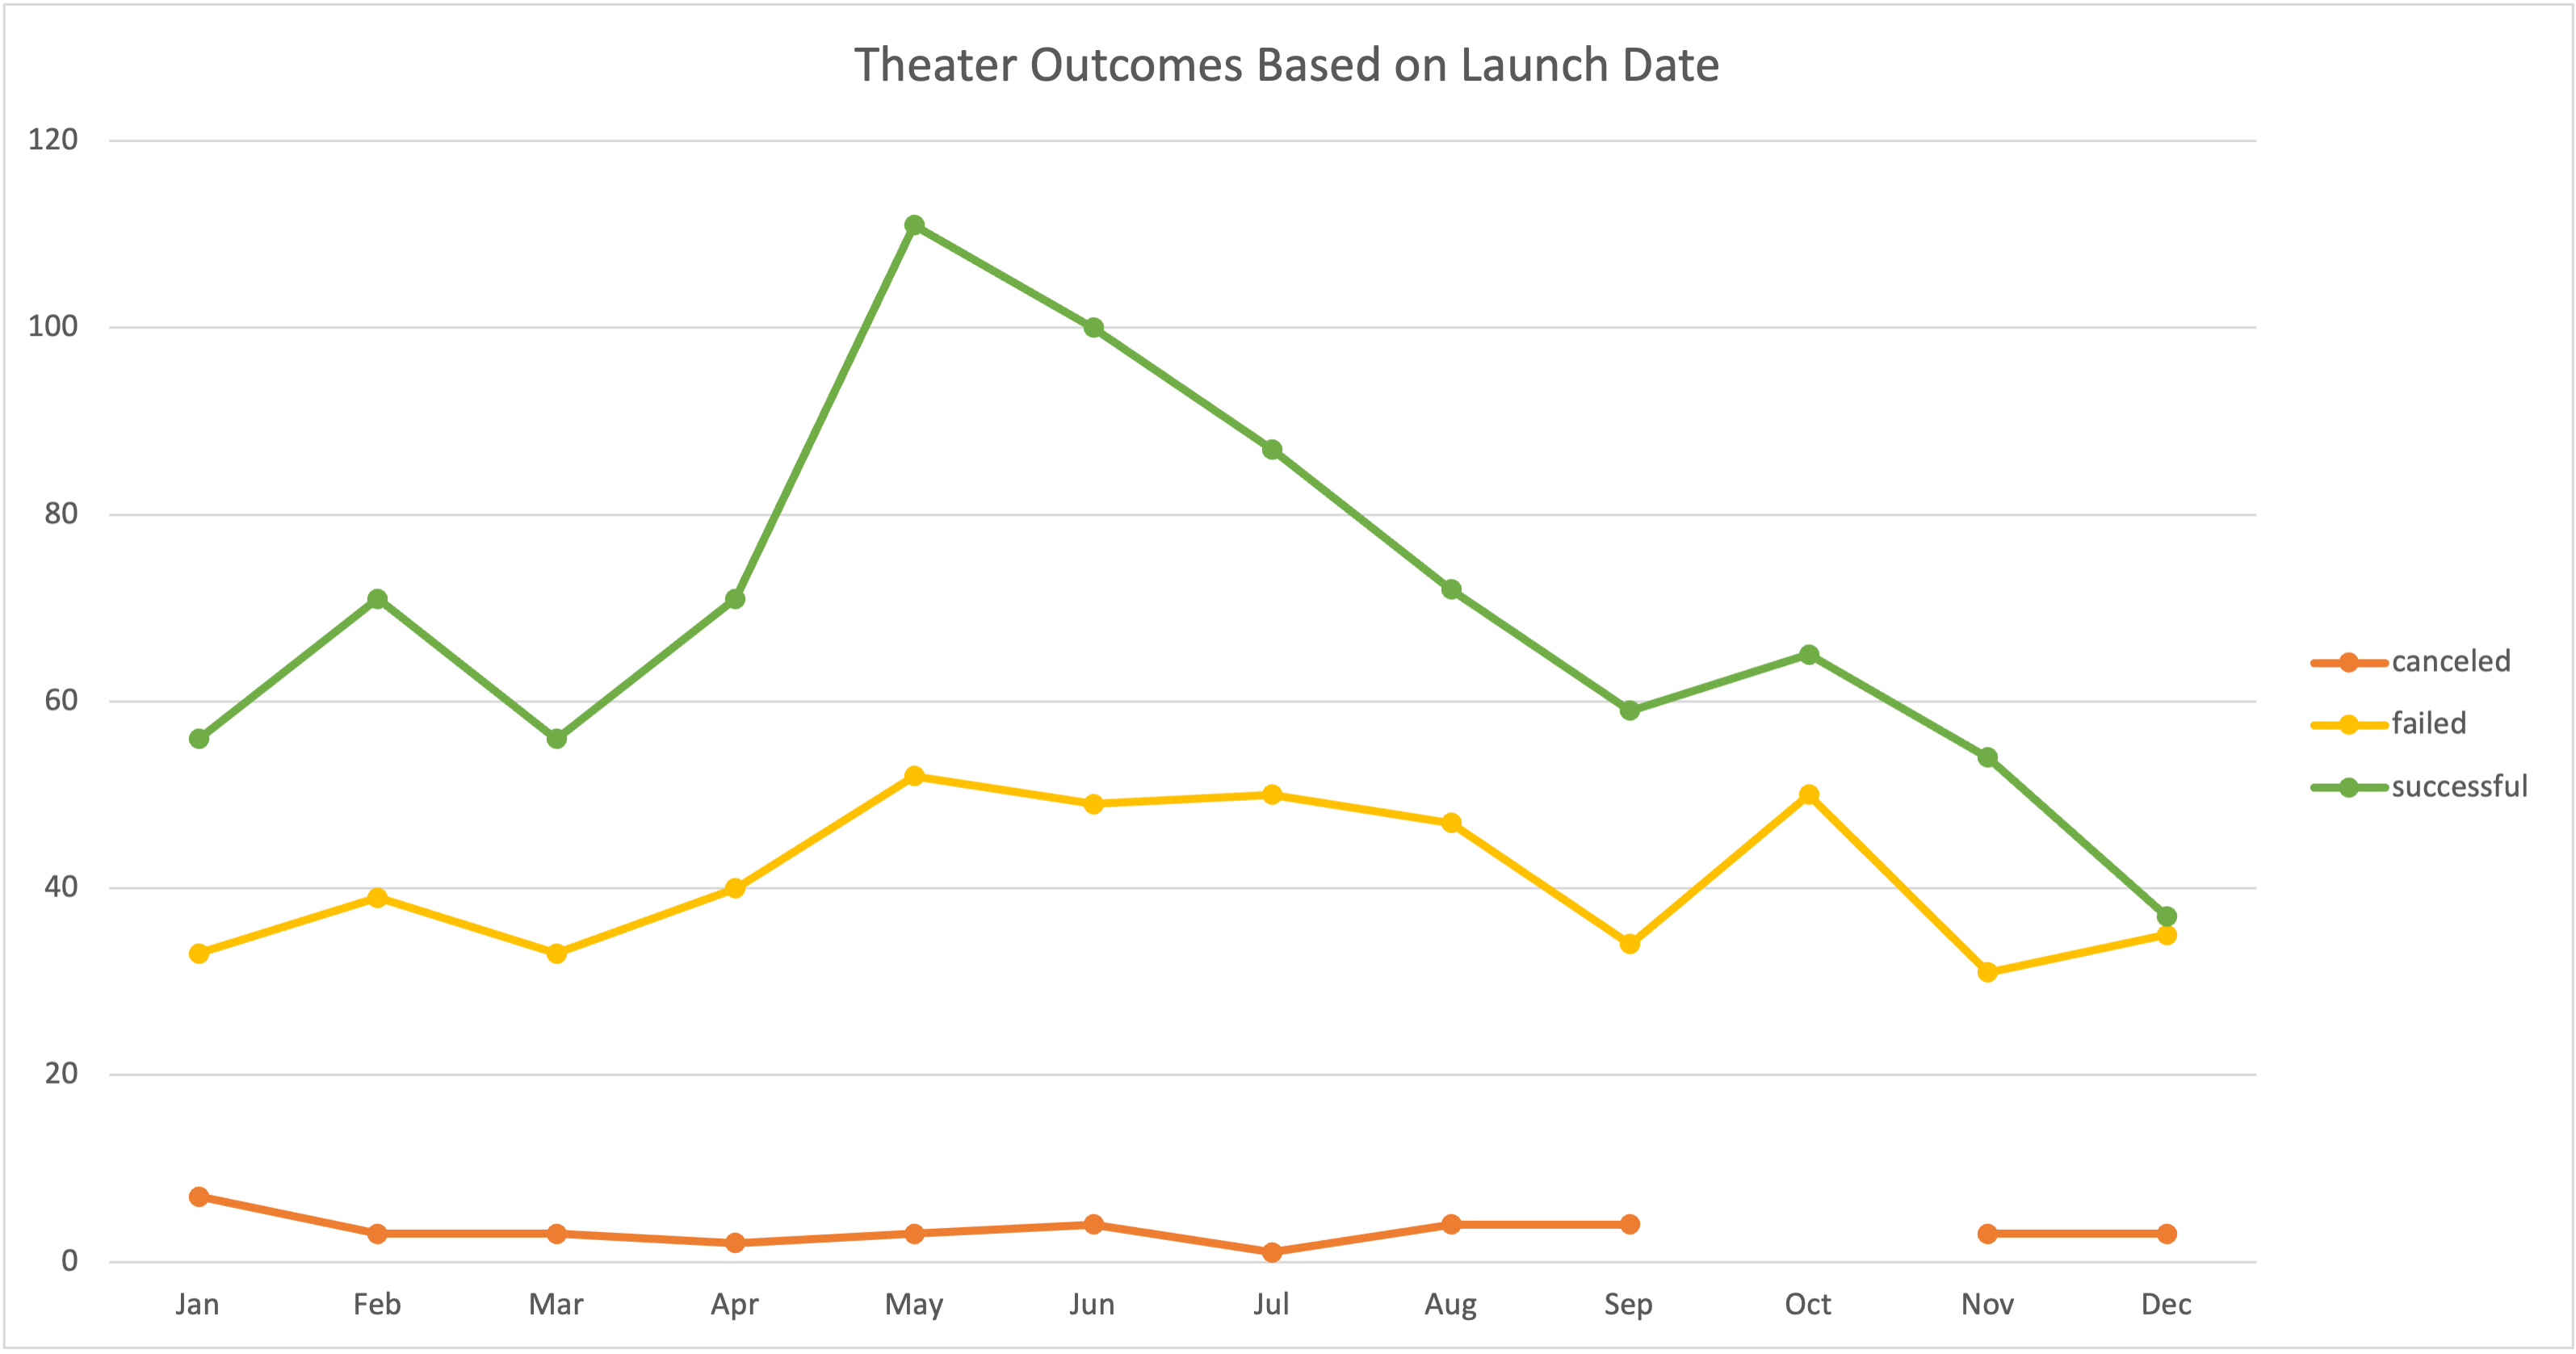 Theater Outcomes Based on Launch Date
120
100
80
60
40
20
0
Jan Feb Mar Apr May Jun Jul Aug Sep Oct Nov Dec
canceled
failed
successful